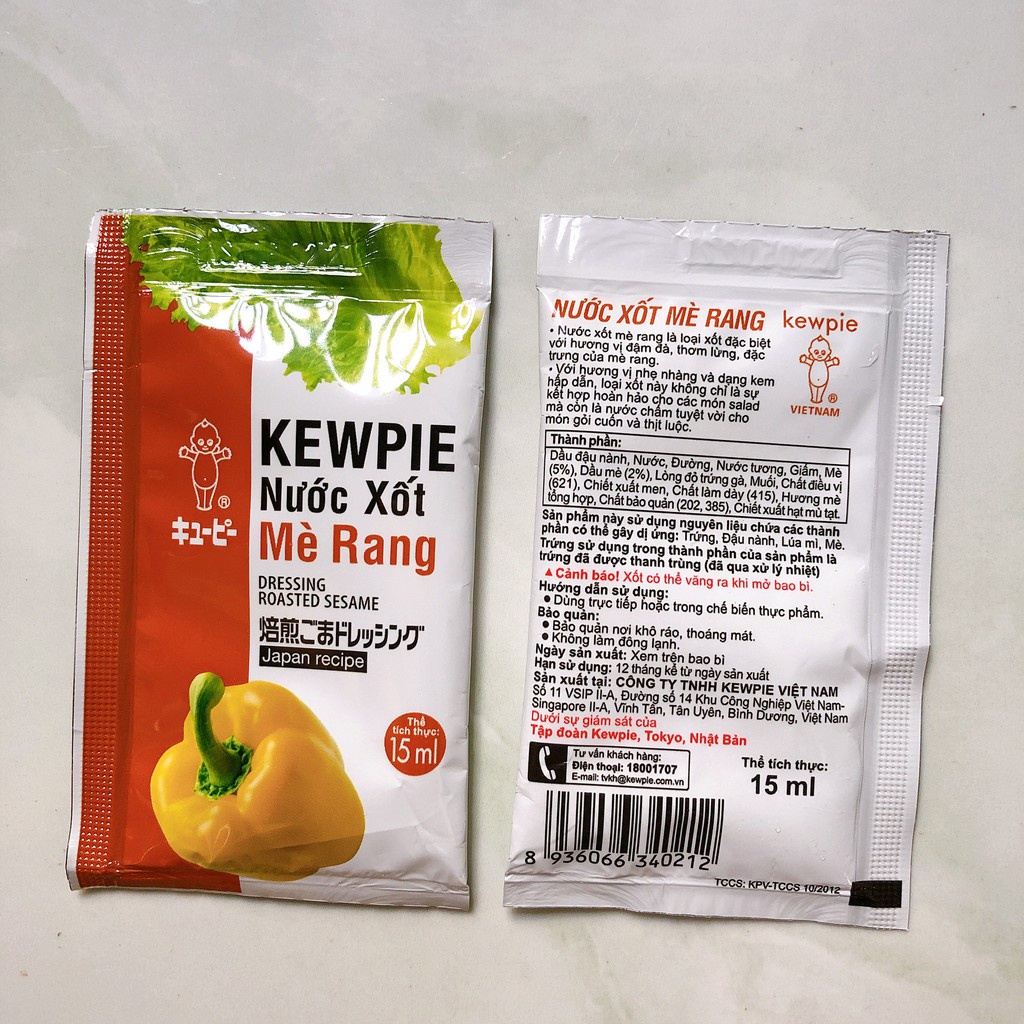 ®
キユーピー
KEWPIE
Nước Xốt
Mè Rang
DRESSING
ROASTED SESAME
焙煎ごまドレッシング
Japan recipe
Thể
tích thực:
15 ml
NƯỚC XỐT MÈ RANG
kewpie
®
VIETNAM
• Nước xốt mè rang là loại xốt đặc biệt
với hương vị đậm đà, thơm lừng, đặc
trưng của mè rang.
• Với hương vị nhẹ nhàng và dạng kem
hấp dẫn, loại xốt này không chỉ là sự
kết hợp hoàn hảo cho các món salad
mà còn là nước chấm tuyệt vời cho
món gỏi cuốn và thịt luộc.
Thành phần:
Dầu đậu nành, Nước, Đường, Nước tương, Giấm, Mè
(5%), Dầu mè (2%), Lòng đỏ trứng gà, Muối, Chất điều vị
(621), Chiết xuất men, Chất làm dày (415), Hương mè
tổng hợp, Chất bảo quản (202, 385), Chiết xuất hạt mù tạt.
Sản phẩm này sử dụng nguyên liệu chứa các thành
phần có thể gây dị ứng: Trứng, Đậu nành, Lúa mì, Mè.
Trứng sử dụng trong thành phần của sản phẩm là
trứng đã được thanh trùng (đã qua xử lý nhiệt)
▲Cảnh báo! Xốt có thể văng ra khi mở bao bì.
Hướng dẫn sử dụng:
● Dùng trực tiếp hoặc trong chế biến thực phẩm.
Bảo quản:
● Bảo quản nơi khô ráo, thoáng mát.
● Không làm đông lạnh.
Ngày sản xuất: Xem trên bao bì
Hạn sử dụng: 12 tháng kể từ ngày sản xuất
Sản xuất tại: CÔNG TY TNHH KEWPIE VIỆT NAM
Số 11 VSIP II-A, Đường số 14 Khu Công Nghiệp Việt Nam-
Singapore II-A, Vĩnh Tân, Tân Uyên, Bình Dương, Việt Nam
Dưới sự giám sát của
Tập đoàn Kewpie, Tokyo, Nhật Bản
Tư vấn khách hàng:
Điện thoại: 18001707
E-mail: tvkh@kewpie.com.vn
Thể tích thực:
15 ml
8 936066 340212
TCCS: KPV-TCCS 10/2012